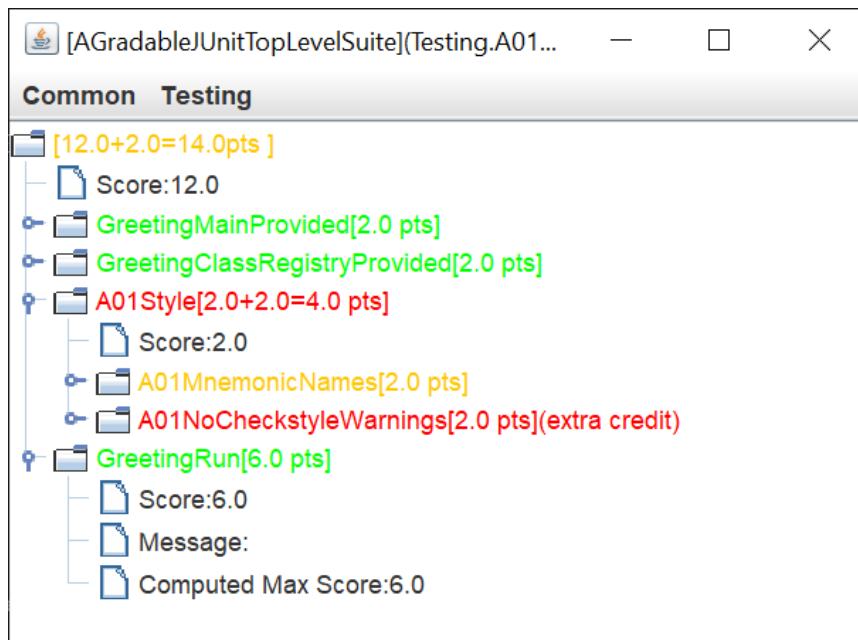 [AGradableJUnitTopLevelSuite](Testing.A01...
Common Testing
[12.0+2.0=14.0pts ]
Score:12.0
GreetingMainProvided[2.0 pts]
GreetingClassRegistryProvided[2.0 pts]
A01Style[2.0+2.0=4.0 pts]
Score:2.0
A01MnemonicNames[2.0 pts]
A01NoCheckstyleWarnings[2.0 pts](extra credit)
GreetingRun[6.0 pts]
Score:6.0
Message:
Computed Max Score:6.0